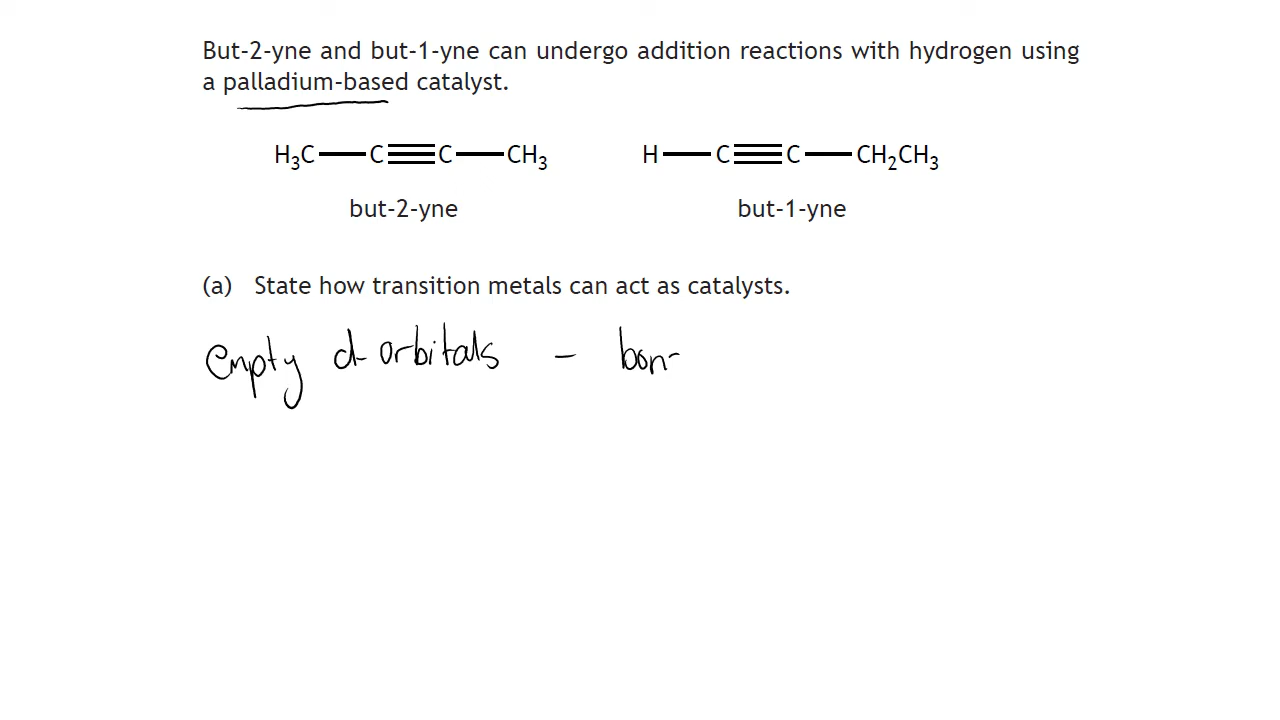 But-2-yne and but-1-yne can undergo addition reactions with hydrogen using
a palladium-based catalyst.
H₃C C C CH₃ H C C CH₂CH₃
but-2-yne but-1-yne
(a) State how transition metals can act as catalysts.
empty d-orbitals - bon